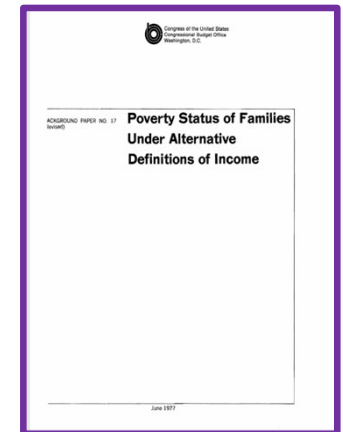 Congress of the United States
Congressional Budget Office
Washington, D.C.
ACKGROUND PAPER NO. 17
(evised)
Poverty Status of Families
Under Alternative
Definitions of Income
June 1977